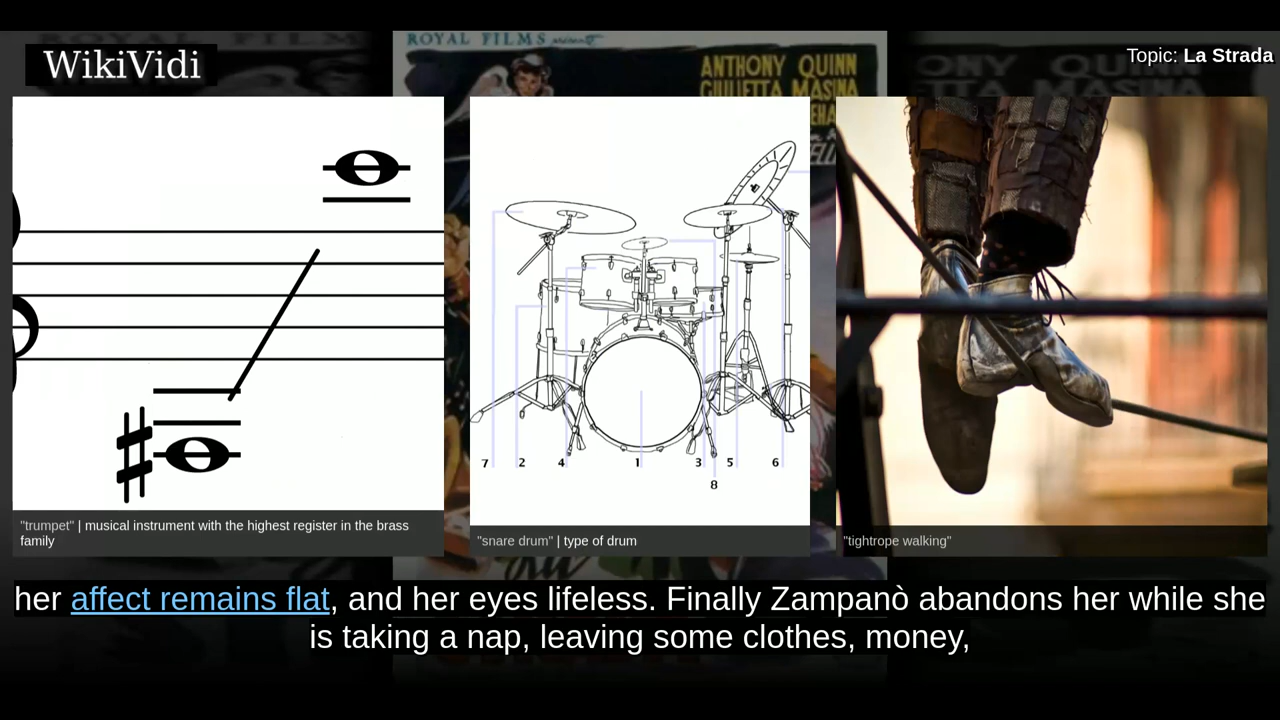 ROYAL FILMS presenta
WikiVidi
Topic: La Strada
ANTHONY QUINN
GIULIETTA MASINA
7 2 4 1 3 5 6
8
"trumpet" | musical instrument with the highest register in the brass
family
"snare drum" | type of drum
"tightrope walking"
her affect remains flat, and her eyes lifeless. Finally Zampanò abandons her while she
is taking a nap, leaving some clothes, money,